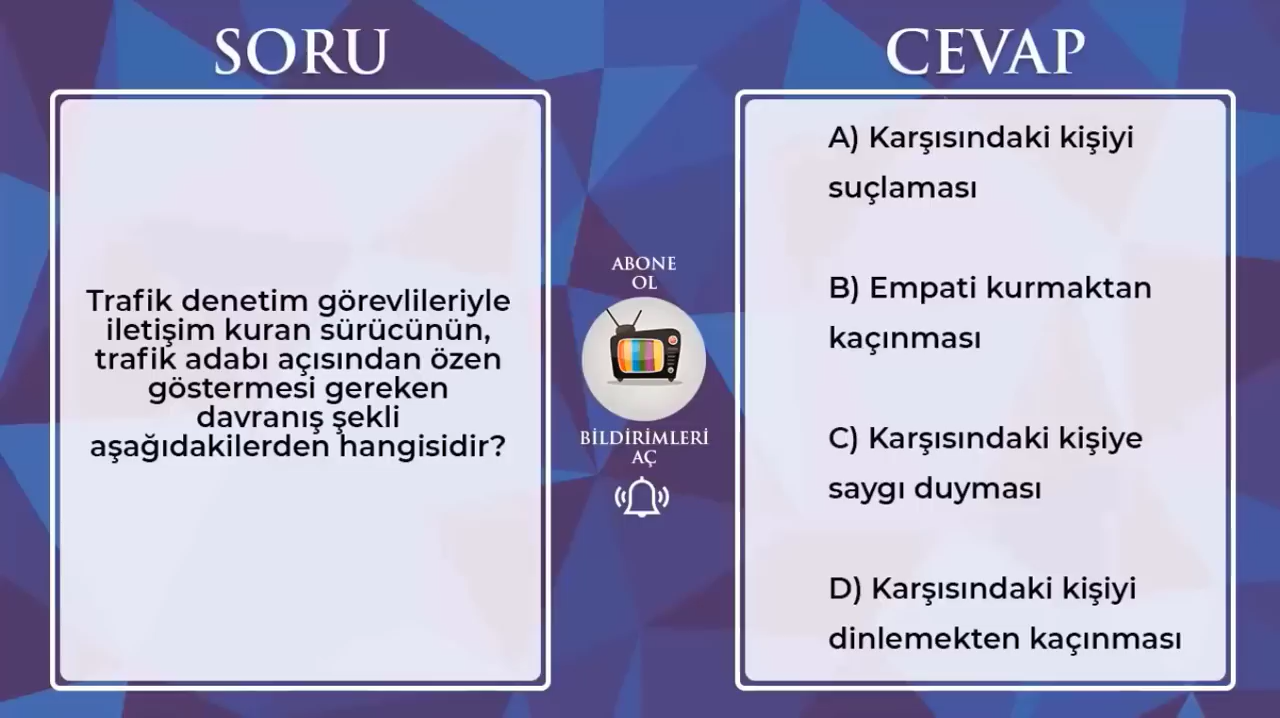 SORU
Trafik denetim görevlileriyle
iletişim kuran sürücünün,
trafik adabı açısından özen
göstermesi gereken
davranış şekli
aşağıdakilerden hangisidir?
ABONE
OL
BİLDİRİMLERİ
AÇ
CEVAP
A) Karşısındaki kişiyi
suçlaması
B) Empati kurmaktan
kaçınması
C) Karşısındaki kişiye
saygı duyması
D) Karşısındaki kişiyi
dinlemekten kaçınması